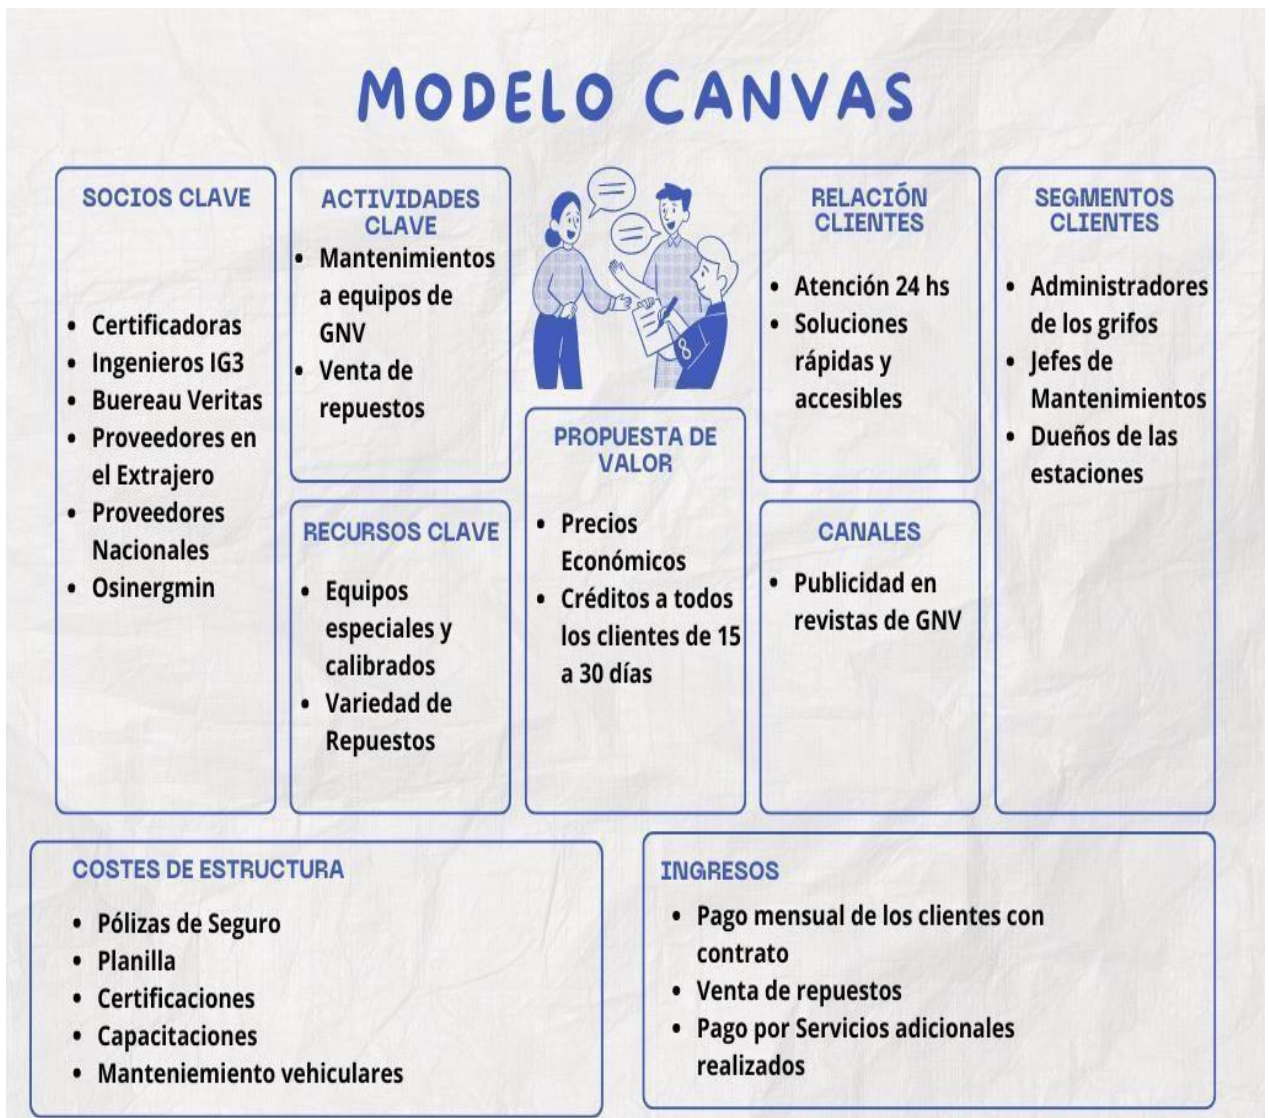 MODELO CANVAS
SOCIOS CLAVE
• Certificadoras
• Ingenieros IG3
• Buereau Veritas
• Proveedores en
el Extrajero
• Proveedores
Nacionales
• Osinergmin
ACTIVIDADES
CLAVE
• Mantenimientos
a equipos de
GNV
• Venta de
repuestos
RECURSOS CLAVE
• Equipos
especiales y
calibrados
• Variedad de
Repuestos
PROPUESTA DE
VALOR
• Precios
Económicos
• Créditos a todos
los clientes de 15
a 30 días
RELACIÓN
CLIENTES
• Atención 24 hs
• Soluciones
rápidas y
accesibles
CANALES
• Publicidad en
revistas de GNV
SEGMENTOS
CLIENTES
• Administradores
de los grifos
• Jefes de
Mantenimientos
• Dueños de las
estaciones
COSTES DE ESTRUCTURA
• Pólizas de Seguro
• Planilla
• Certificaciones
• Capacitaciones
• Manteniemiento vehiculares
INGRESOS
• Pago mensual de los clientes con
contrato
• Venta de repuestos
• Pago por Servicios adicionales
realizados